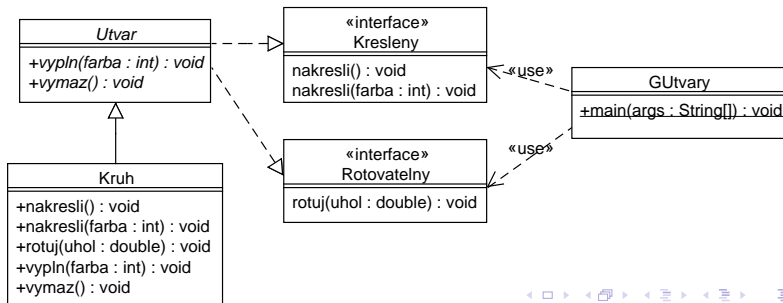 Utvar
+vypln(farba : int) : void
+vymaz() : void
«interface»
Kresleny
nakresli() : void
nakresli(farba : int) : void
«use»
GUtvary
+main(args : String[]) : void
«use»
«interface»
Rotovatelny
rotuj(uhol : double) : void
Kruh
+nakresli() : void
+nakresli(farba : int) : void
+rotuj(uhol : double) : void
+vypln(farba : int) : void
+vymaz() : void